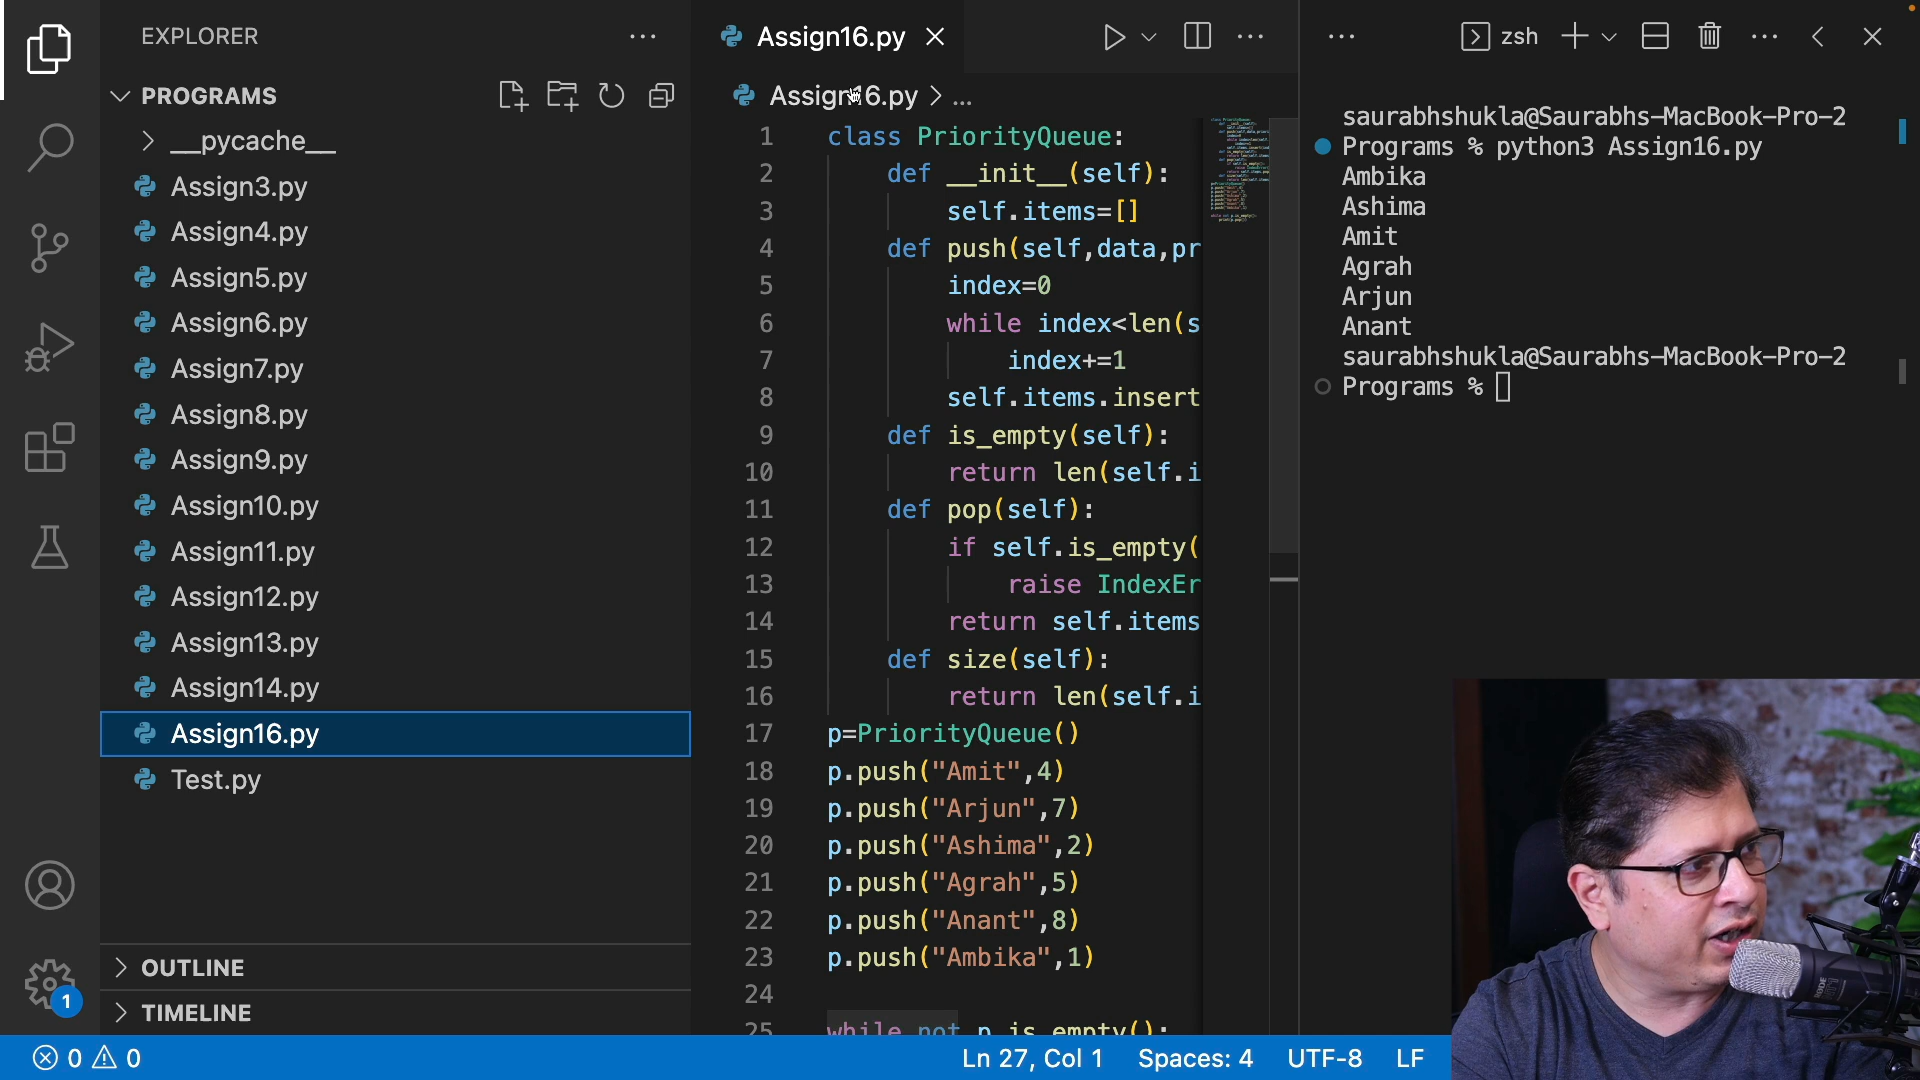 EXPLORER
PROGRAMS
__pycache__
Assign3.py
Assign4.py
Assign5.py
Assign6.py
Assign7.py
Assign8.py
Assign9.py
Assign10.py
Assign11.py
Assign12.py
Assign13.py
Assign14.py
Assign16.py
Test.py
OUTLINE
TIMELINE
1
Assign16.py
Assign16.py > ...
1 class PriorityQueue:
2 def __init__(self):
3 self.items=[]
4 def push(self,data,pr
5 index=0
6 while index<len(s
7 index+=1
8 self.items.insert
9 def is_empty(self):
10 return len(self.i
11 def pop(self):
12 if self.is_empty(
13 raise IndexEr
14 return self.items
15 def size(self):
16 return len(self.i
17 p=PriorityQueue()
18 p.push("Amit",4)
19 p.push("Arjun",7)
20 p.push("Ashima",2)
21 p.push("Agrah",5)
22 p.push("Anant",8)
23 p.push("Ambika",1)
24
25 while not p.is_empty():
zsh
saurabhshukla@Saurabhs-MacBook-Pro-2
Programs % python3 Assign16.py
Ambika
Ashima
Amit
Agrah
Arjun
Anant
saurabhshukla@Saurabhs-MacBook-Pro-2
Programs %
0 0
Ln 27, Col 1 Spaces: 4 UTF-8 LF
RODE